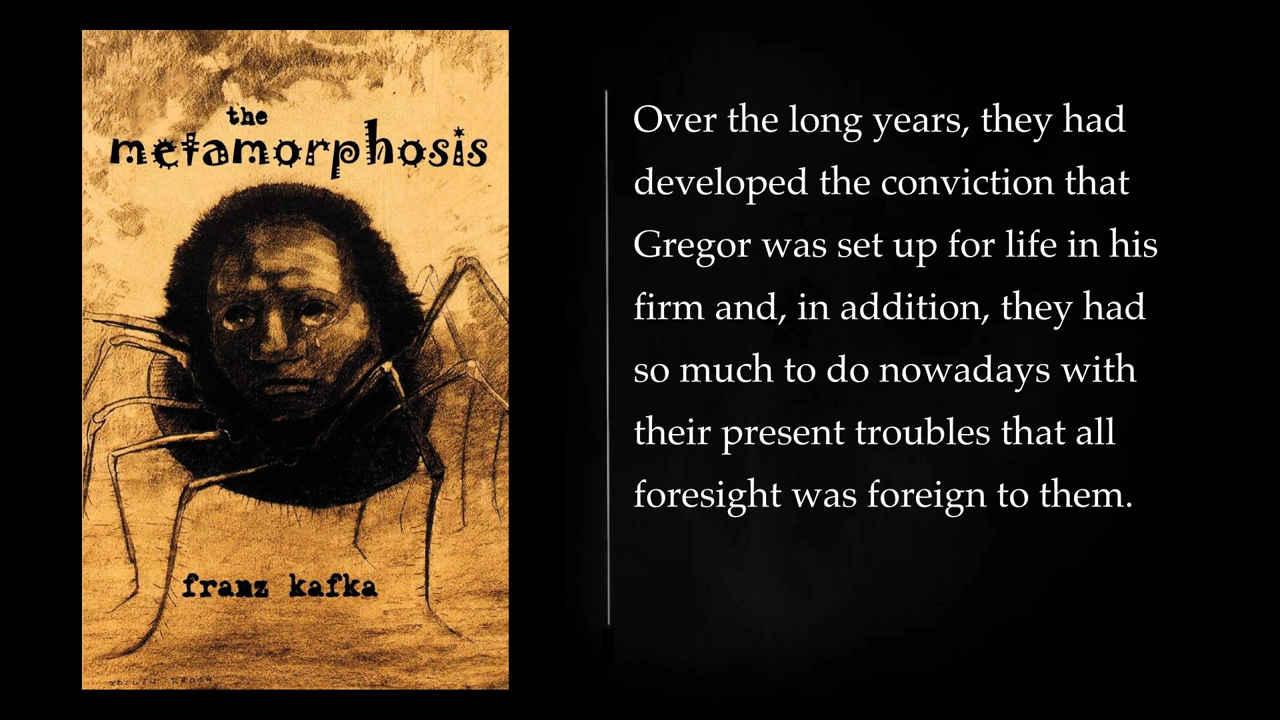 the
metamorphosis
franz kafka
Over the long years, they had
developed the conviction that
Gregor was set up for life in his
firm and, in addition, they had
so much to do nowadays with
their present troubles that all
foresight was foreign to them.